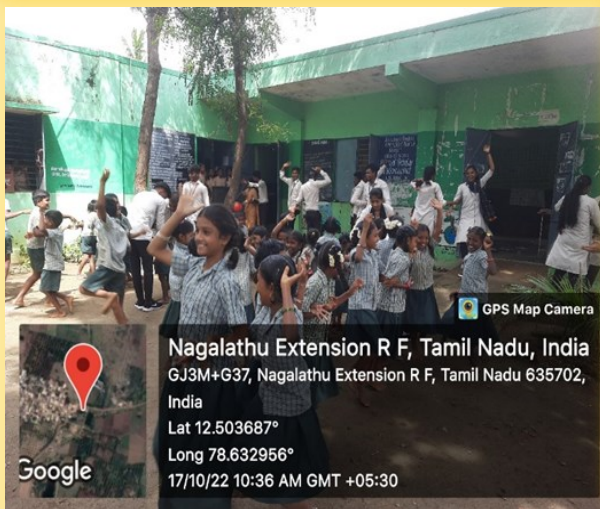 GPS Map Camera
Nagalathu Extension R F, Tamil Nadu, India
GJ3M+G37, Nagalathu Extension R F, Tamil Nadu 635702,
India
Lat 12.503687°
Long 78.632956°
17/10/22 10:36 AM GMT +05:30
Google